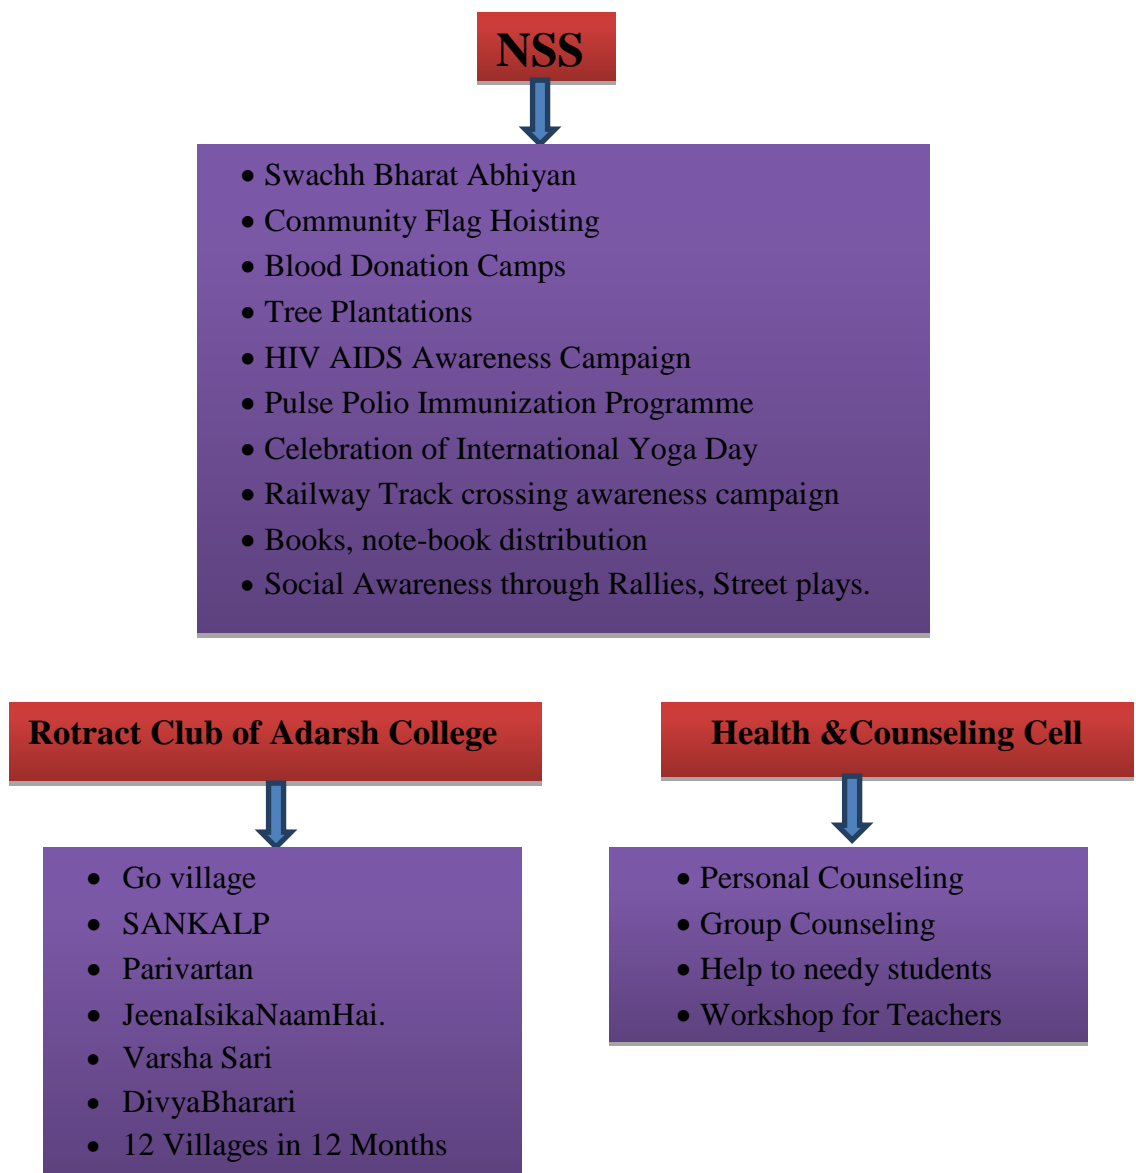 NSS
• Swachh Bharat Abhiyan
• Community Flag Hoisting
• Blood Donation Camps
• Tree Plantations
• HIV AIDS Awareness Campaign
• Pulse Polio Immunization Programme
• Celebration of International Yoga Day
• Railway Track crossing awareness campaign
• Books, note-book distribution
• Social Awareness through Rallies, Street plays.
Rotract Club of Adarsh College
• Go village
• SANKALP
• Parivartan
• JeenaIsikaNaamHai.
• Varsha Sari
• DivyaBharari
• 12 Villages in 12 Months
Health &Counseling Cell
• Personal Counseling
• Group Counseling
• Help to needy students
• Workshop for Teachers